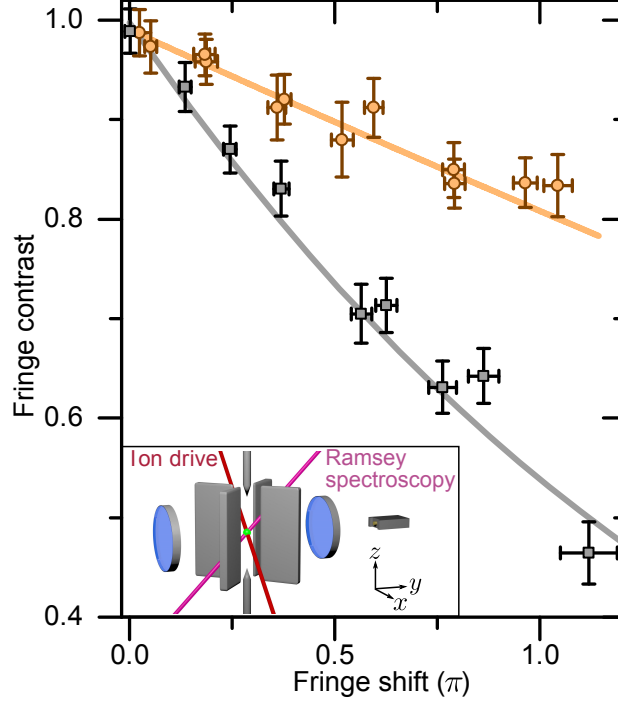 1.0
0.8
0.6
0.4
Fringe contrast
Ion drive
Ramsey
spectroscopy
z
y
x
0.0
0.5
1.0
Fringe shift (π)